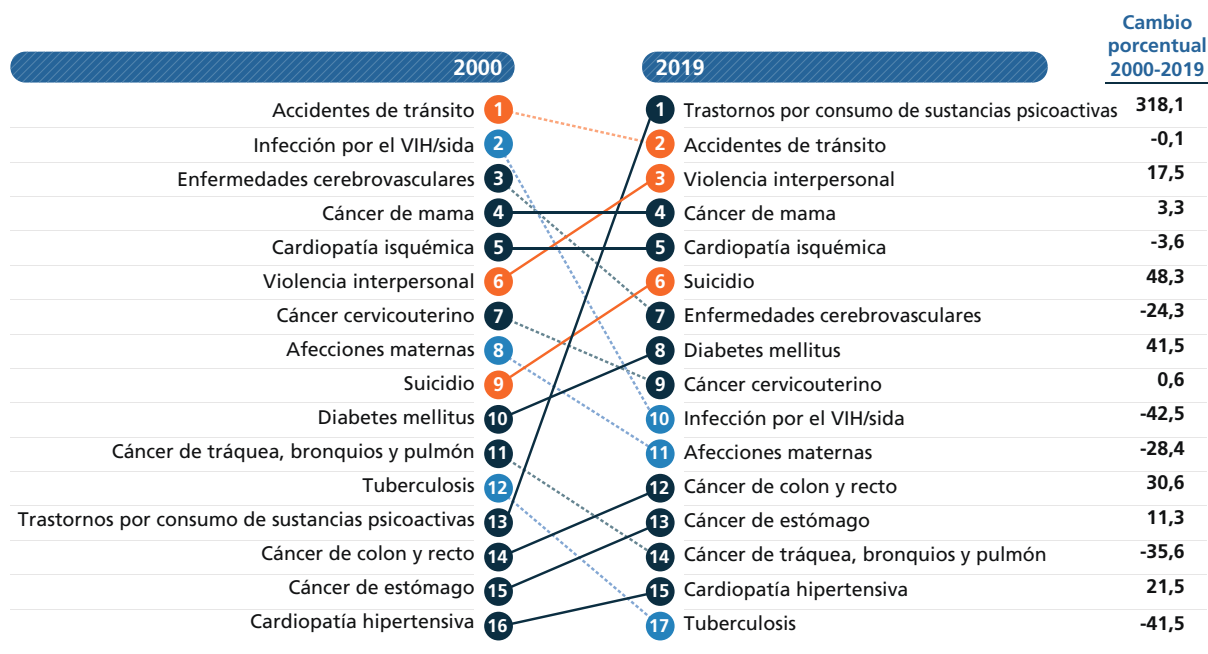 Cambio
porcentual
2000-2019
2000
2019
Accidentes de tránsito 1
1 Trastornos por consumo de sustancias psicoactivas 318,1
Infección por el VIH/sida 2
2 Accidentes de tránsito -0,1
Enfermedades cerebrovasculares 3
3 Violencia interpersonal 17,5
Cáncer de mama 4
4 Cáncer de mama 3,3
Cardiopatía isquémica 5
5 Cardiopatía isquémica -3,6
Violencia interpersonal 6
6 Suicidio 48,3
Cáncer cervicouterino 7
7 Enfermedades cerebrovasculares -24,3
Afecciones maternas 8
8 Diabetes mellitus 41,5
Suicidio 9
9 Cáncer cervicouterino 0,6
Diabetes mellitus 10
10 Infección por el VIH/sida -42,5
Cáncer de tráquea, bronquios y pulmón 11
11 Afecciones maternas -28,4
Tuberculosis 12
12 Cáncer de colon y recto 30,6
Trastornos por consumo de sustancias psicoactivas 13
13 Cáncer de estómago 11,3
Cáncer de colon y recto 14
14 Cáncer de tráquea, bronquios y pulmón -35,6
Cáncer de estómago 15
15 Cardiopatía hipertensiva 21,5
Cardiopatía hipertensiva 16
17 Tuberculosis -41,5